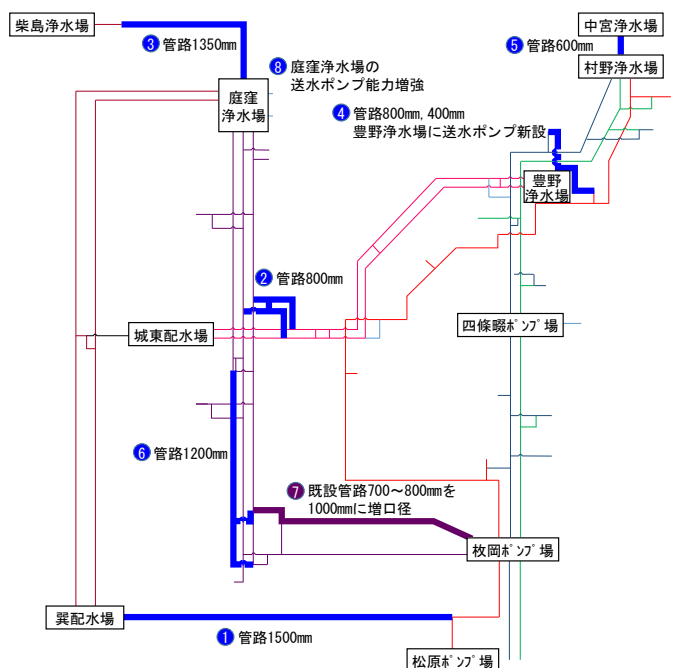 柴島浄水場
中宮浄水場
③ 管路1350mm
⑤ 管路600mm
村野浄水場
⑧ 庭窪浄水場の
送水ポンプ能力増強
庭窪
浄水場
④ 管路800mm, 400mm
豊野浄水場に送水ポンプ新設
豊野
浄水場
② 管路800mm
城東配水場
四條畷ﾎﾟﾝﾌﾟ場
⑥ 管路1200mm
⑦ 既設管路700～800mmを
1000mmに増口径
枚岡ﾎﾟﾝﾌﾟ場
巽配水場
① 管路1500mm
松原ﾎﾟﾝﾌﾟ場